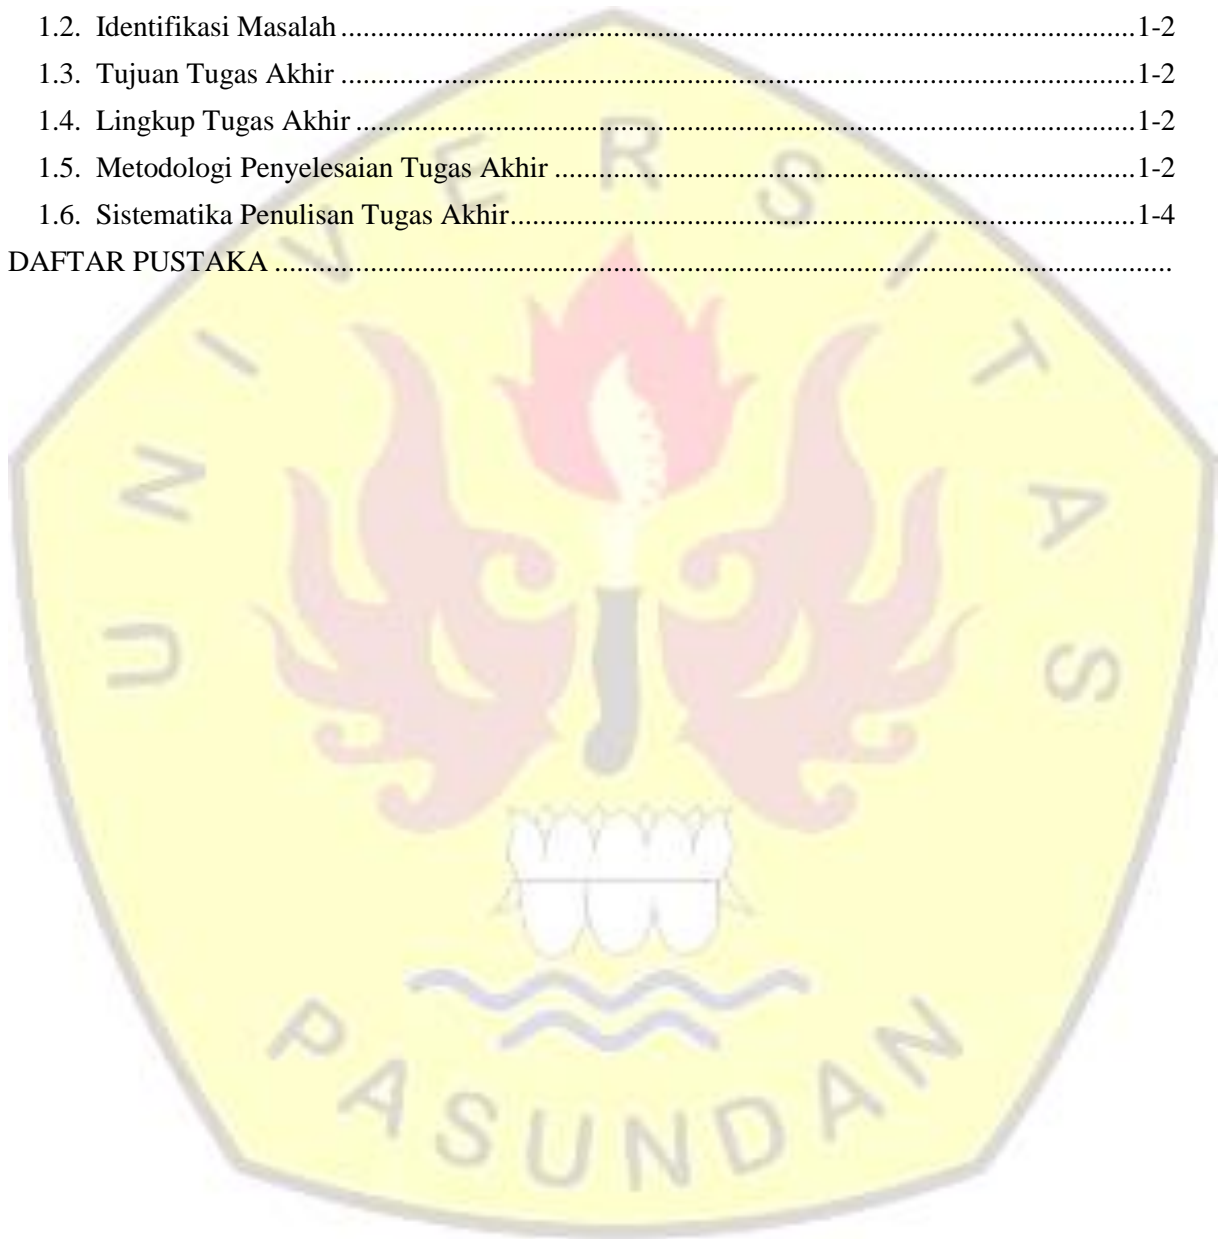 1.2. Identifikasi Masalah ........................................................................................................1-2
1.3. Tujuan Tugas Akhir ........................................................................................................1-2
1.4. Lingkup Tugas Akhir ......................................................................................................1-2
1.5. Metodologi Penyelesaian Tugas Akhir ............................................................................1-2
1.6. Sistematika Penulisan Tugas Akhir..................................................................................1-4
DAFTAR PUSTAKA .....................................................................................................................
UNIVERSITAS
PASUNDAN